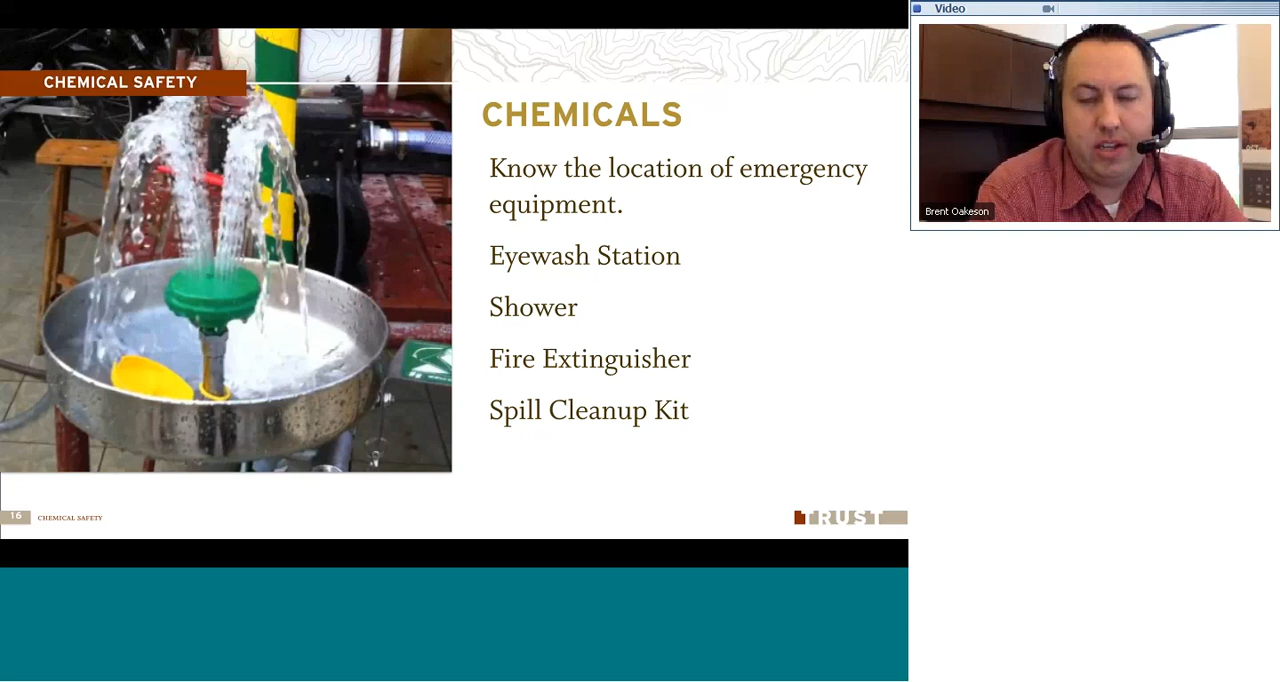 CHEMICAL SAFETY
CHEMICALS
Know the location of emergency
equipment.
Eyewash Station
Shower
Fire Extinguisher
Spill Cleanup Kit
16
CHEMICAL SAFETY
TRUST
Video
Brent Oakeson